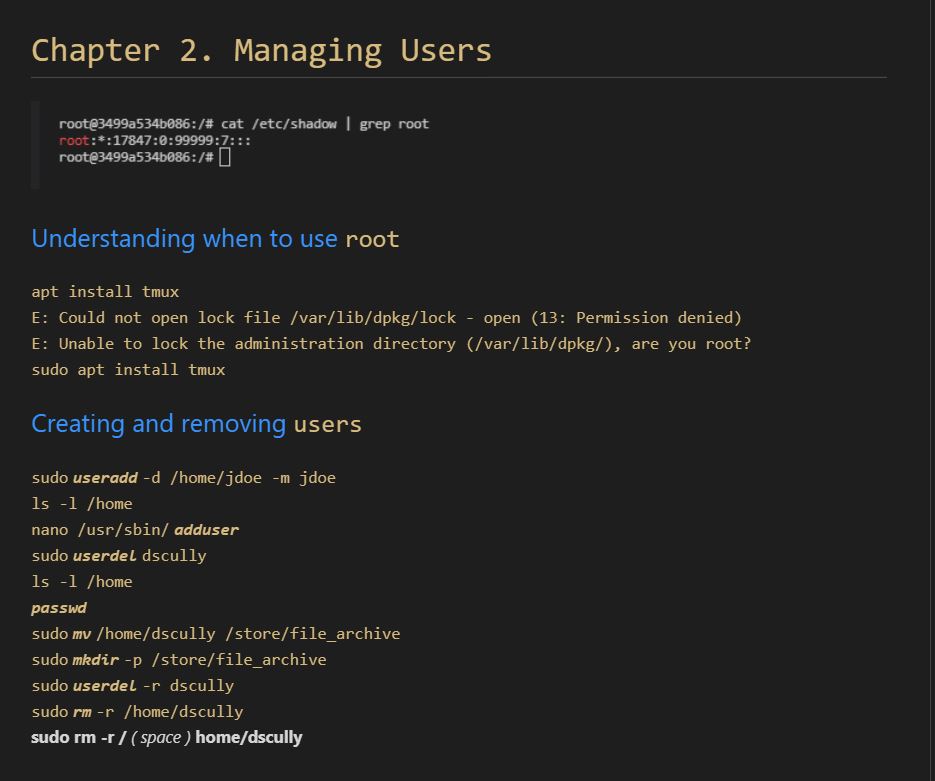 Chapter 2. Managing Users
root@3499a534b086:/# cat /etc/shadow | grep root
root:*:17847:0:99999:7:::
root@3499a534b086:/#
Understanding when to use root
apt install tmux
E: Could not open lock file /var/lib/dpkg/lock - open (13: Permission denied)
E: Unable to lock the administration directory (/var/lib/dpkg/), are you root?
sudo apt install tmux
Creating and removing users
sudo useradd -d /home/jdoe -m jdoe
ls -l /home
nano /usr/sbin/ adduser
sudo userdel dscully
ls -l /home
passwd
sudo mv /home/dscully /store/file_archive
sudo mkdir -p /store/file_archive
sudo userdel -r dscully
sudo rm -r /home/dscully
sudo rm -r / ( space ) home/dscully